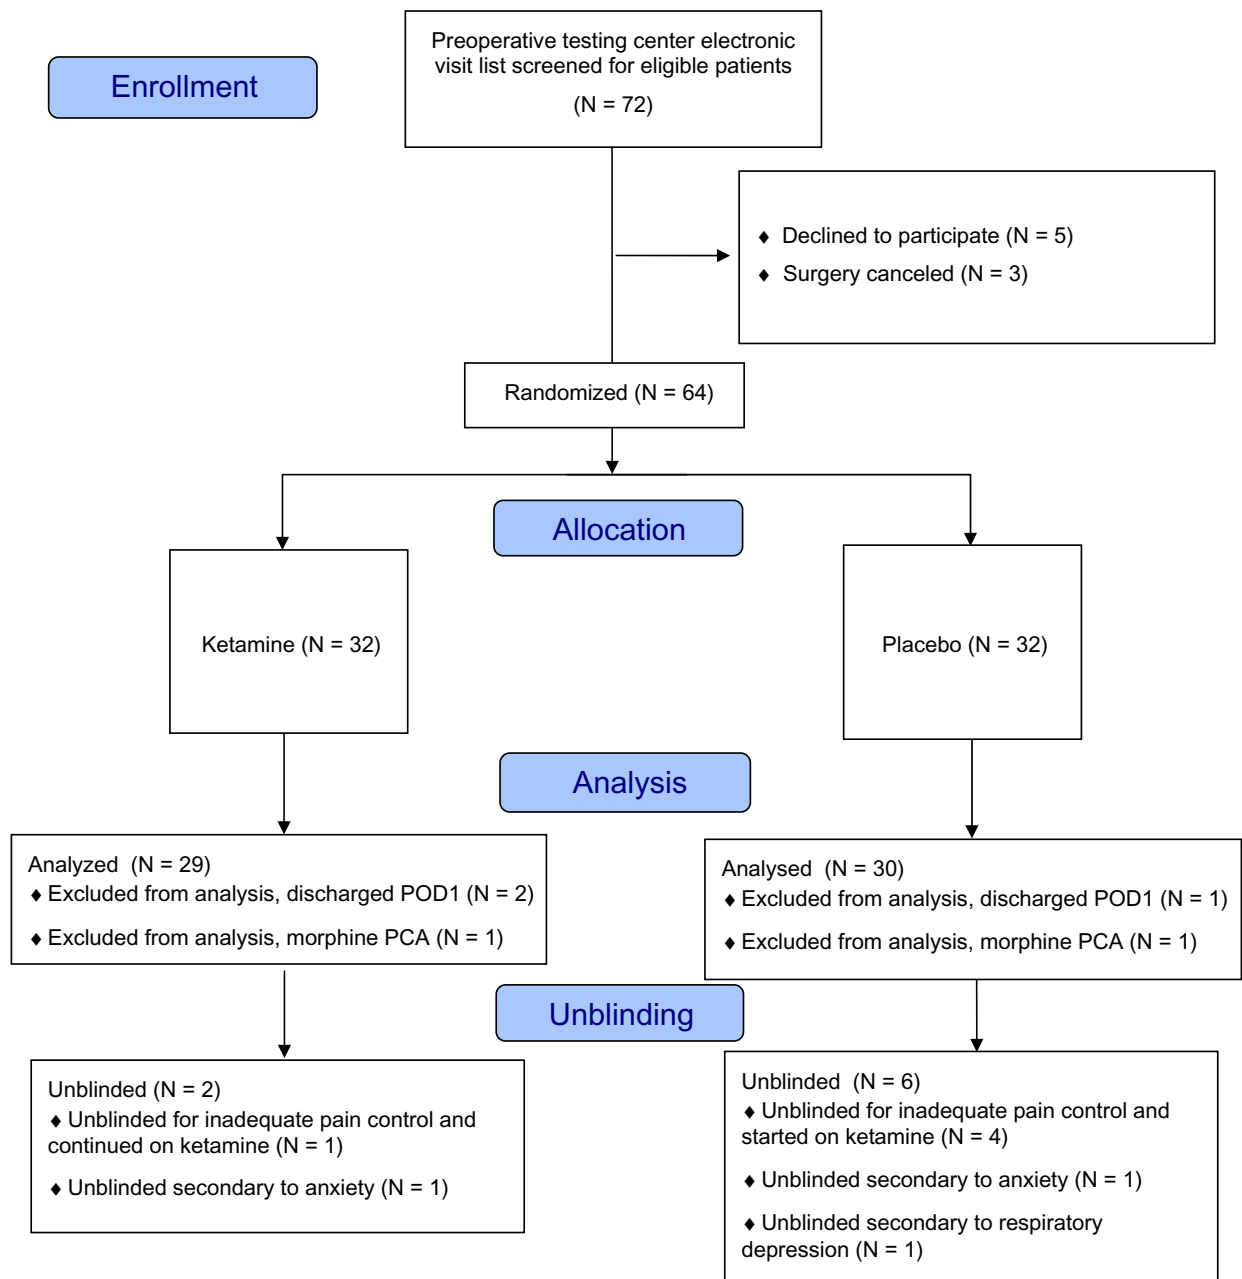 Preoperative testing center electronic
visit list screened for eligible patients
(N = 72)
Enrollment
♦ Declined to participate (N = 5)
♦ Surgery canceled (N = 3)
Randomized (N = 64)
Allocation
Ketamine (N = 32)
Placebo (N = 32)
Analysis
Analyzed (N = 29)
♦ Excluded from analysis, discharged POD1 (N = 2)
♦ Excluded from analysis, morphine PCA (N = 1)
Analysed (N = 30)
♦ Excluded from analysis, discharged POD1 (N = 1)
♦ Excluded from analysis, morphine PCA (N = 1)
Unblinding
Unblinded (N = 2)
♦ Unblinded for inadequate pain control and
continued on ketamine (N = 1)
♦ Unblinded secondary to anxiety (N = 1)
Unblinded (N = 6)
♦ Unblinded for inadequate pain control and
started on ketamine (N = 4)
♦ Unblinded secondary to anxiety (N = 1)
♦ Unblinded secondary to respiratory
depression (N = 1)